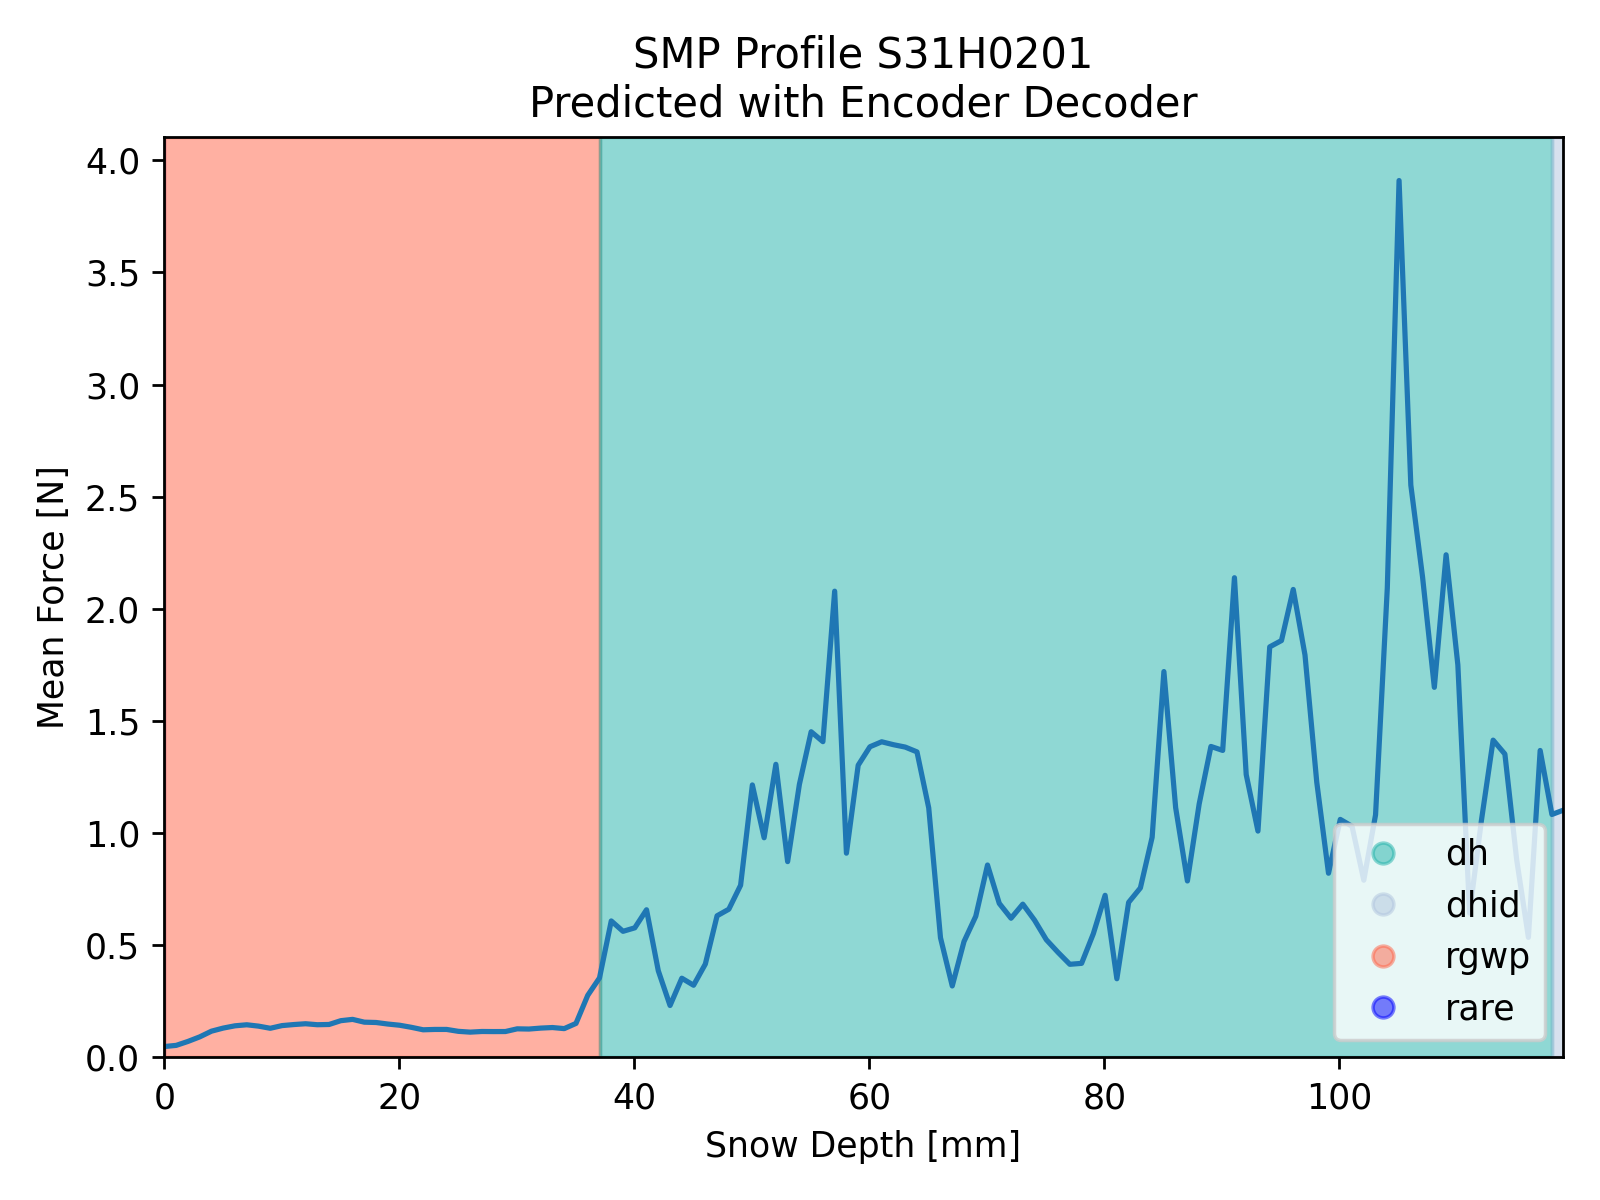 SMP Profile S31H0201
Predicted with Encoder Decoder
4.0
3.5
3.0
2.5
2.0
1.5
1.0
0.5
0.0
Mean Force [N]
0 20 40 60 80 100
Snow Depth [mm]
dh
dhid
rgwp
rare